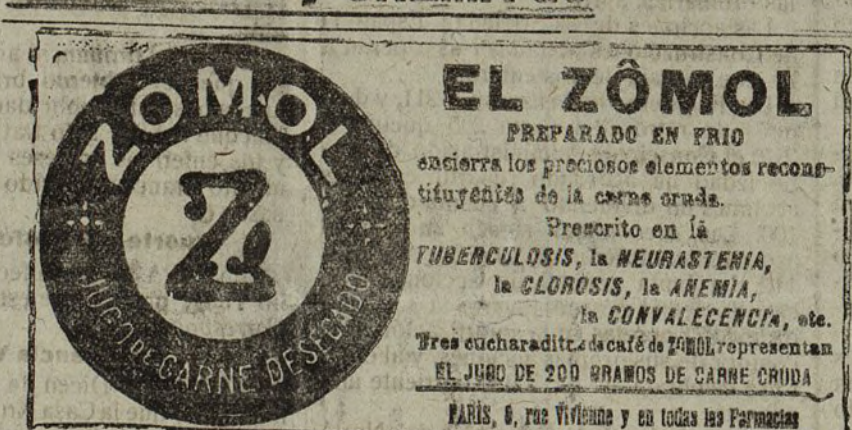 ZOMOL
Z
JUGO DE CARNE DESECADO
EL ZÔMOL
PREPARADO EN FRIO
encierra los preciosos elementos recons-
tituyentes de la carne cruda.
Prescrito en la
TUBERCULOSIS, la NEURASTENIA,
la CLOROSIS, la ANEMIA,
la CONVALECENCIA, etc.
Tres cucharaditas de café de ZÔMOL representan
EL JUGO DE 200 GRAMOS DE CARNE CRUDA
PARÍS, 8, rue Vivienne y en todas las Farmacias